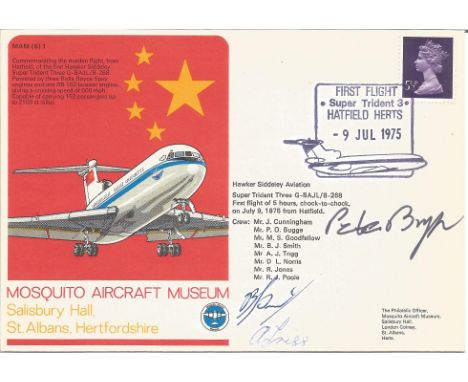 MAM (S) 1
Commemorating the maiden flight, from
Hatfield, of the first Hawker Siddeley
Super Trident Three G-BAJL/B-268
Powered by three Rolls Royce Spey
engines and one RB 162 booster engine,
giving a cruising speed of 600 mph
Capable of carrying 152 passengers up
to 2100 st miles.
5p
FIRST FLIGHT
• Super Trident 3 •
HATFIELD HERTS
- 9 JUL 1975
Hawker Siddeley Aviation
Super Trident Three G-BAJL/B-268
First flight of 5 hours, chock-to-chock,
on July 9, 1975 from Hatfield.
Crew: Mr. J. Cunningham
Mr. P. O. Bugge
Mr. M. S. Goodfellow
Mr. B. J. Smith
Mr. A. J. Trigg
Mr. D. L. Norris
Mr. R. Jones
Mr. R. J. Poole
MOSQUITO AIRCRAFT MUSEUM
Salisbury Hall,
St. Albans, Hertfordshire
The Philatelic Officer,
Mosquito Aircraft Museum,
Salisbury Hall,
London Colney,
St. Albans,
Herts.